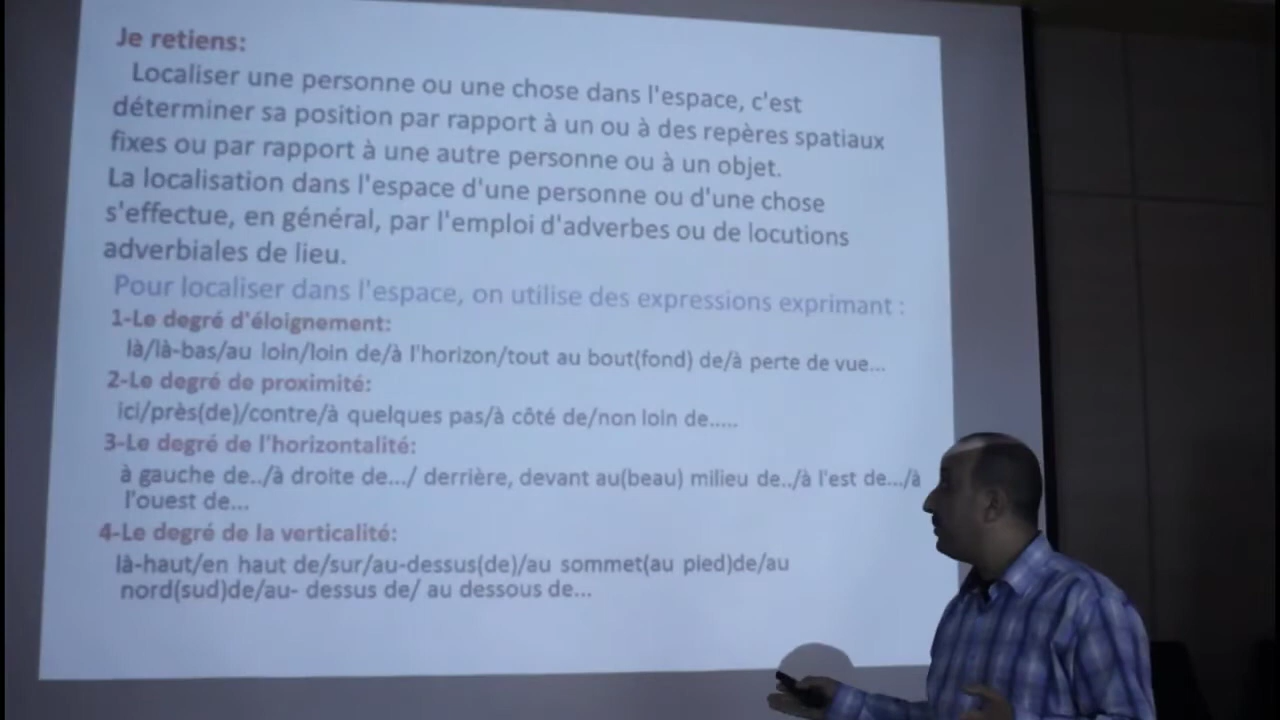 Je retiens:
Localiser une personne ou une chose dans l'espace, c'est
déterminer sa position par rapport à un ou à des repères spatiaux
fixes ou par rapport à une autre personne ou à un objet.
La localisation dans l'espace d'une personne ou d'une chose
s'effectue, en général, par l'emploi d'adverbes ou de locutions
adverbiales de lieu.
Pour localiser dans l'espace, on utilise des expressions exprimant :
1-Le degré d'éloignement:
là/là-bas/au loin/loin de/à l'horizon/tout au bout(fond) de/à perte de vue...
2-Le degré de proximité:
ici/près(de)/contre/à quelques pas/à côté de/non loin de.....
3-Le degré de l'horizontalité:
à gauche de../à droite de.../ derrière, devant au(beau) milieu de../à l'est de.../à
l'ouest de...
4-Le degré de la verticalité:
là-haut/en haut de/sur/au-dessus(de)/au sommet(au pied)de/au
nord(sud)de/au- dessus de/ au dessous de...